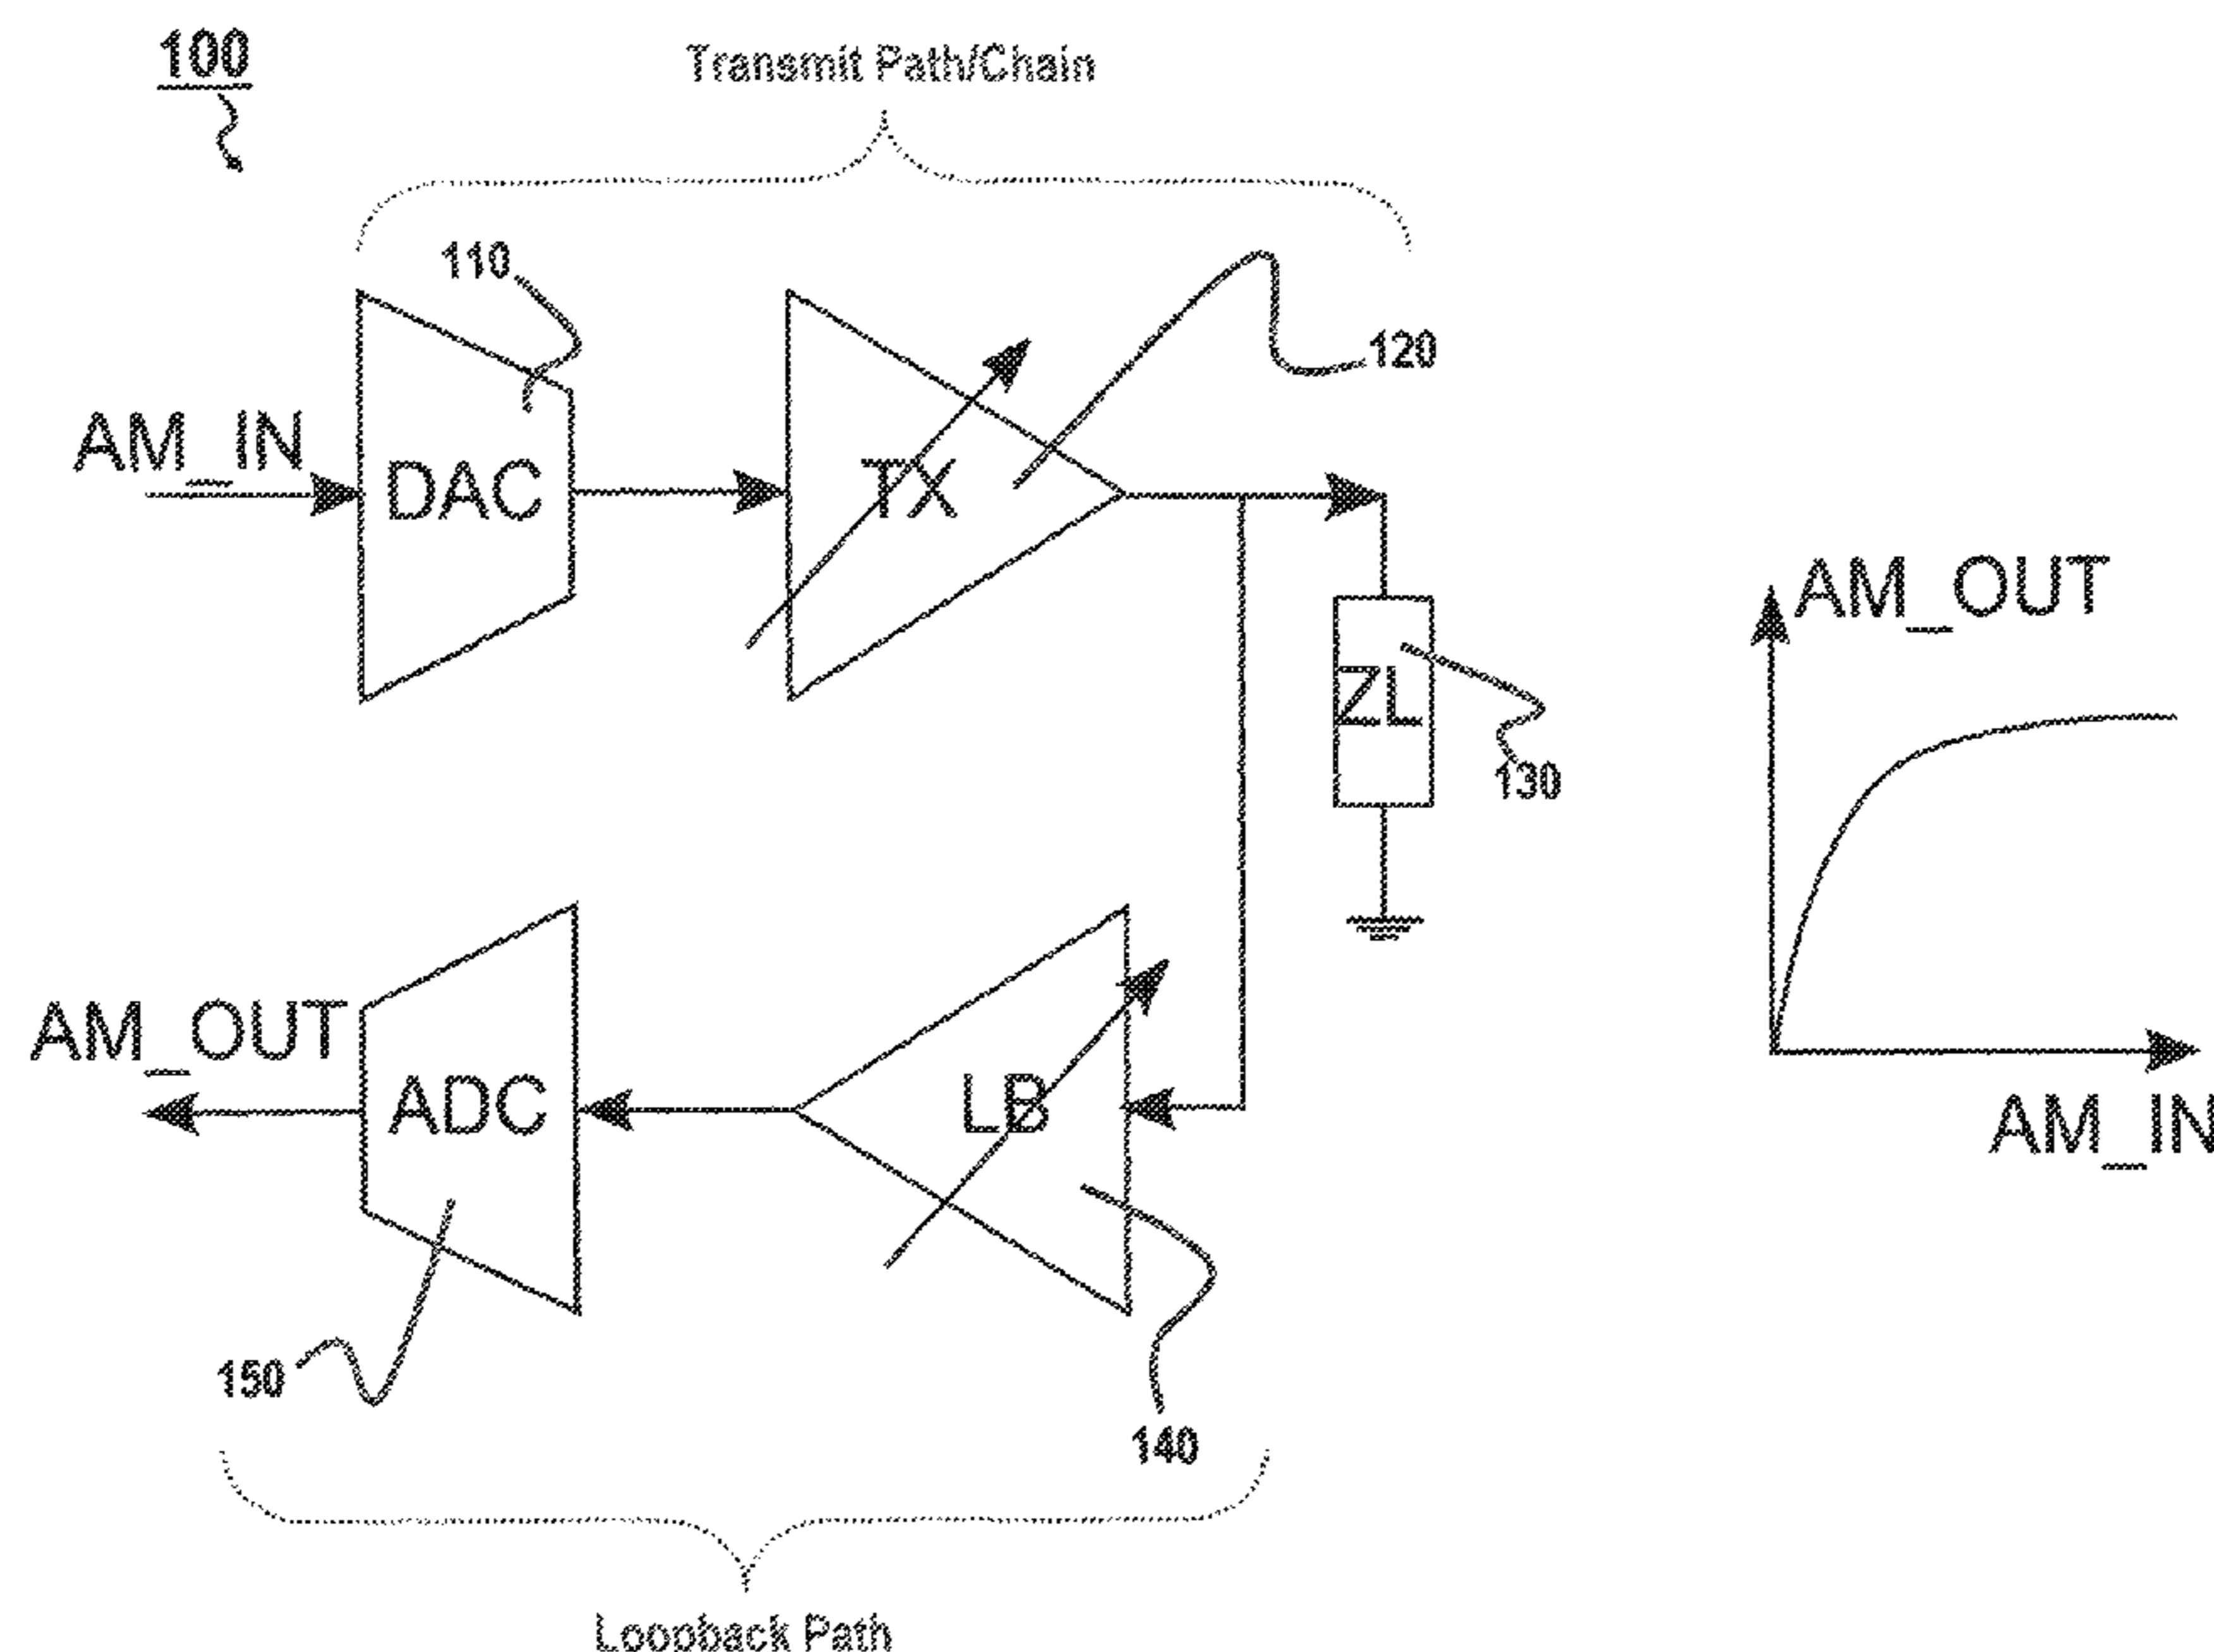 100
Transmit Path/Chain
110
120
AM_IN
DAC
TX
ZL
130
AM_OUT
AM_IN
AM_OUT
ADC
LB
150
140
Loopback Path